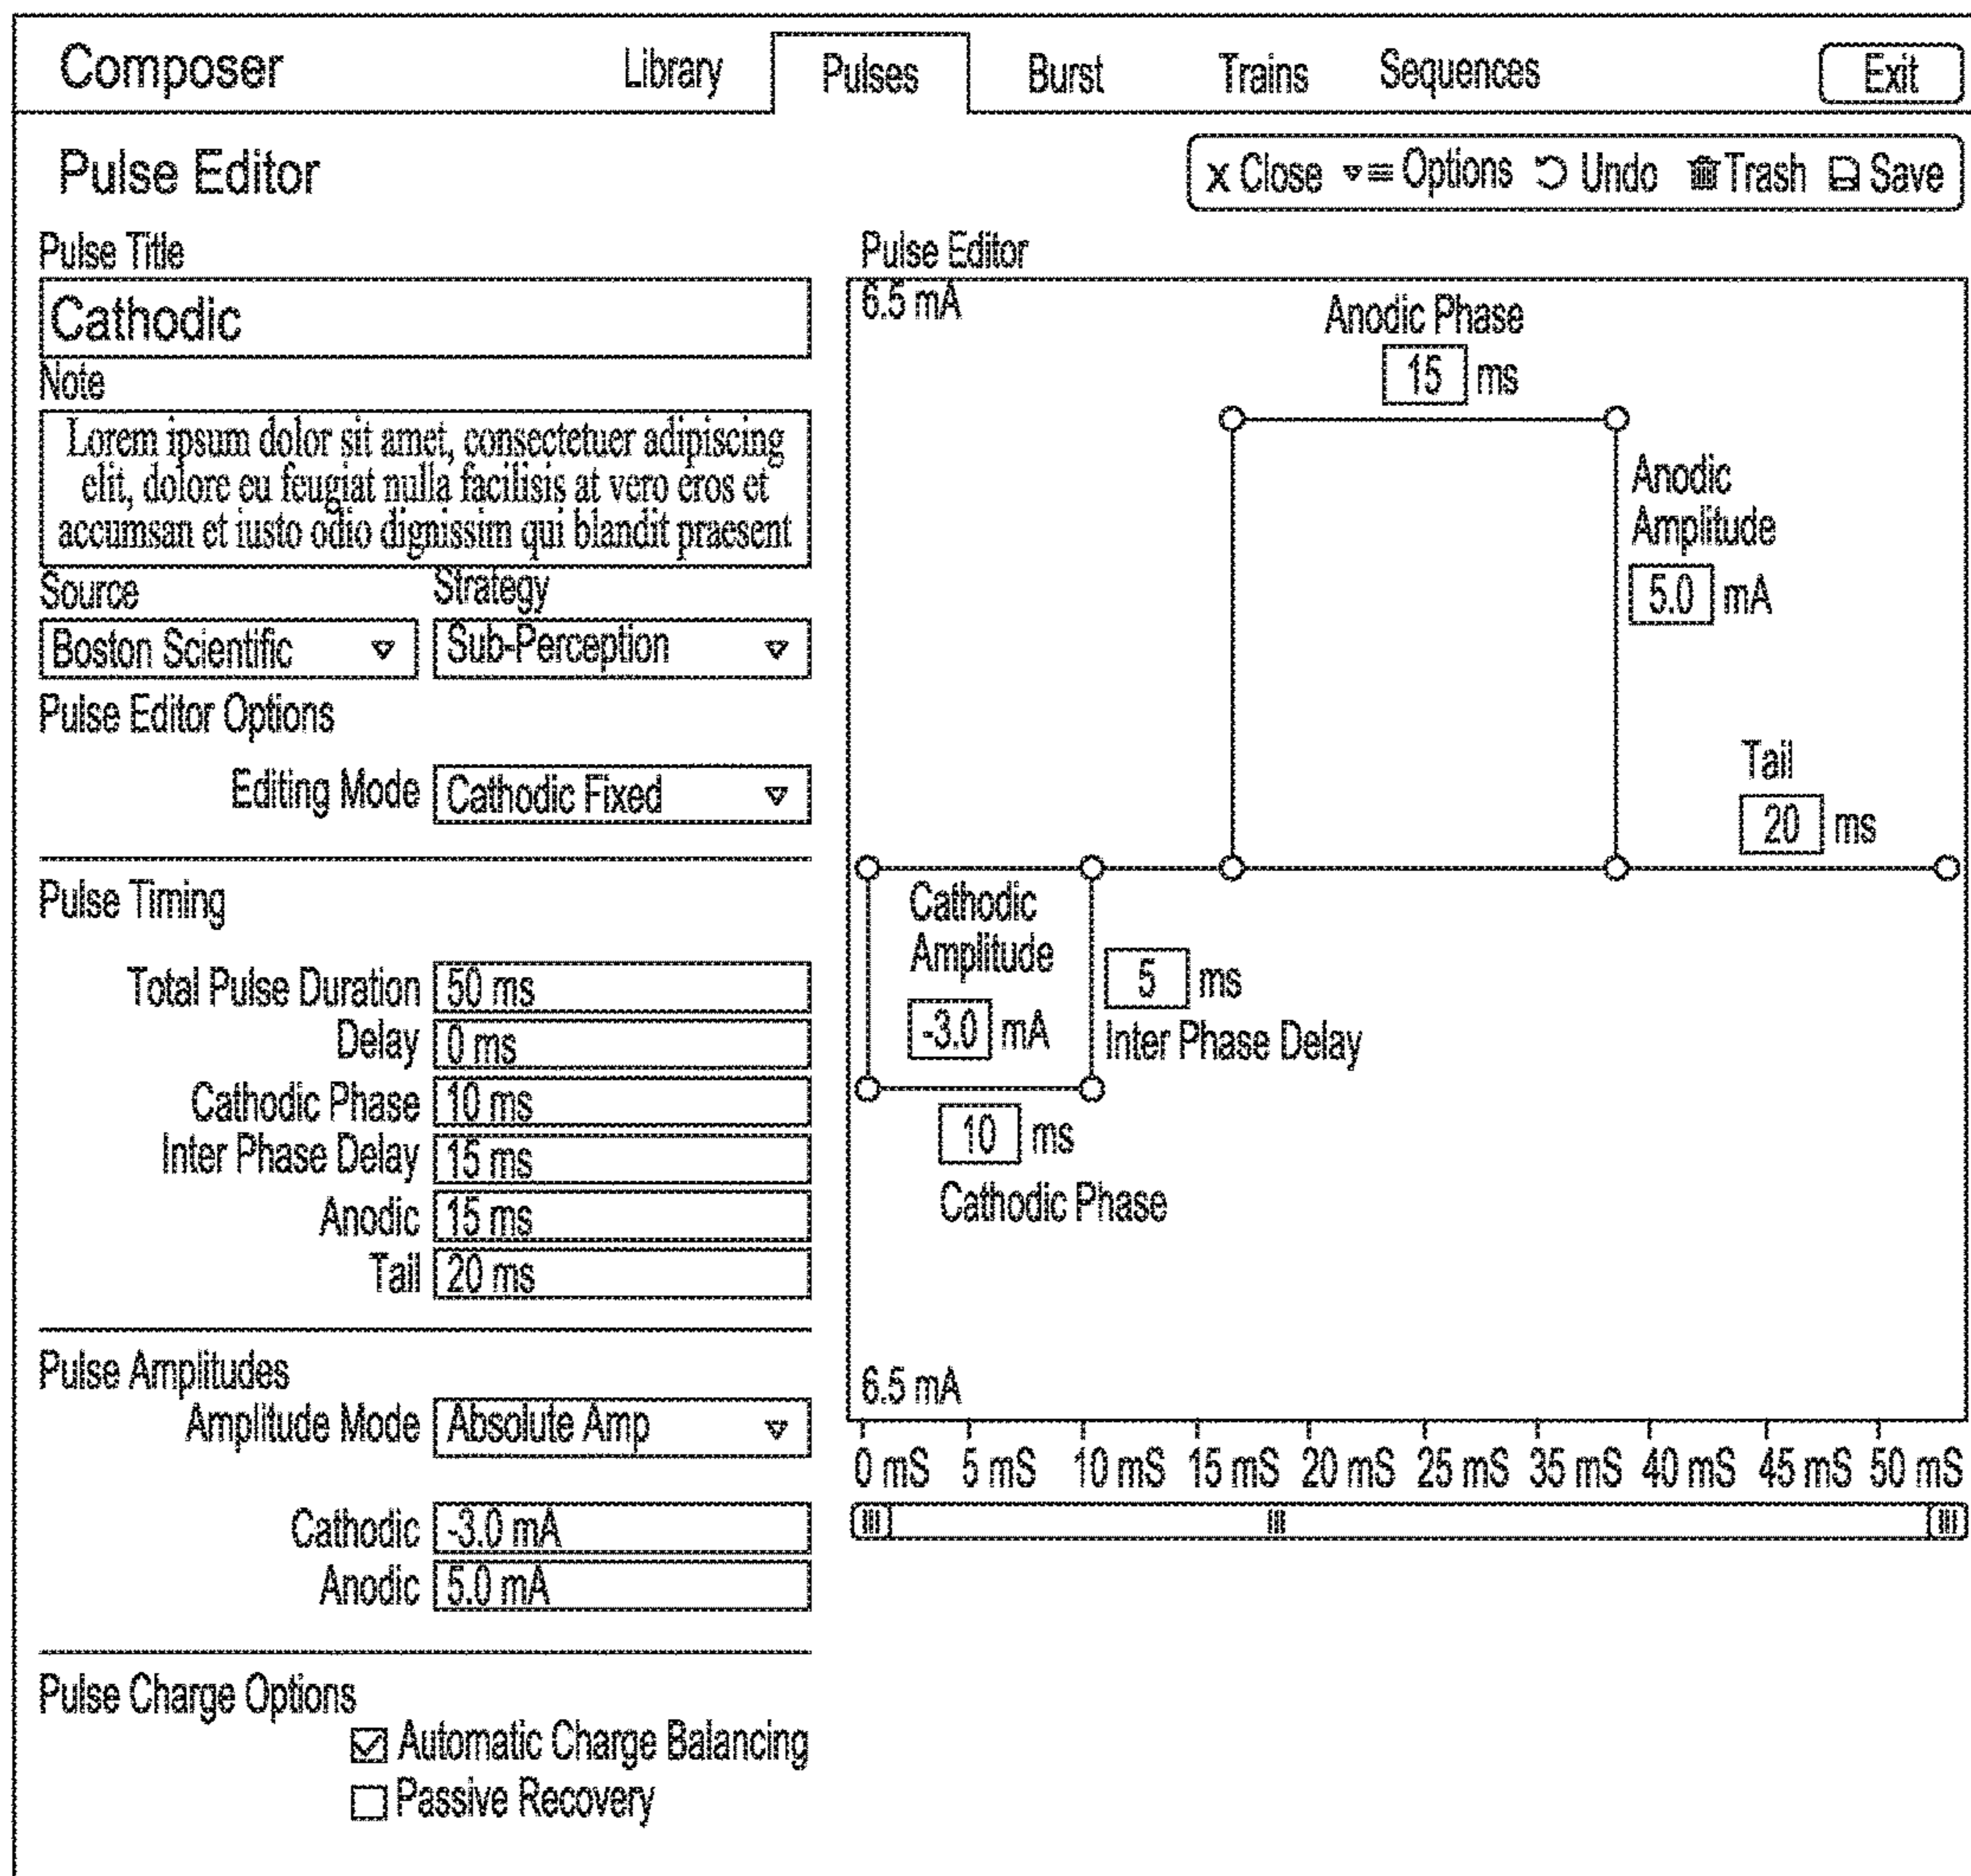 Composer Library Pulses Burst Trains Sequences Exit
Pulse Editor
x Close Options Undo Trash Save
Pulse Title
Cathodic
Note
Lorem ipsum dolor sit amet, consectetuer adipiscing
elit, dolore eu feugiat nulla facilisis at vero eros et
accumsan et iusto odio dignissim qui blandit praesent
Source Strategy
Boston Scientific Sub-Perception
Pulse Editor Options
Editing Mode Cathodic Fixed
Pulse Timing
Total Pulse Duration 50 ms
Delay 0 ms
Cathodic Phase 10 ms
Inter Phase Delay 15 ms
Anodic 15 ms
Tail 20 ms
Pulse Amplitudes
Amplitude Mode Absolute Amp
Cathodic -3.0 mA
Anodic 5.0 mA
Pulse Charge Options
Automatic Charge Balancing
Passive Recovery
Pulse Editor
6.5 mA
Anodic Phase
15 ms
Anodic
Amplitude
5.0 mA
Tail
20 ms
Cathodic
Amplitude
-3.0 mA
5 ms
Inter Phase Delay
10 ms
Cathodic Phase
6.5 mA
0 mS 5 mS 10 mS 15 mS 20 mS 25 mS 35 mS 40 mS 45 mS 50 mS